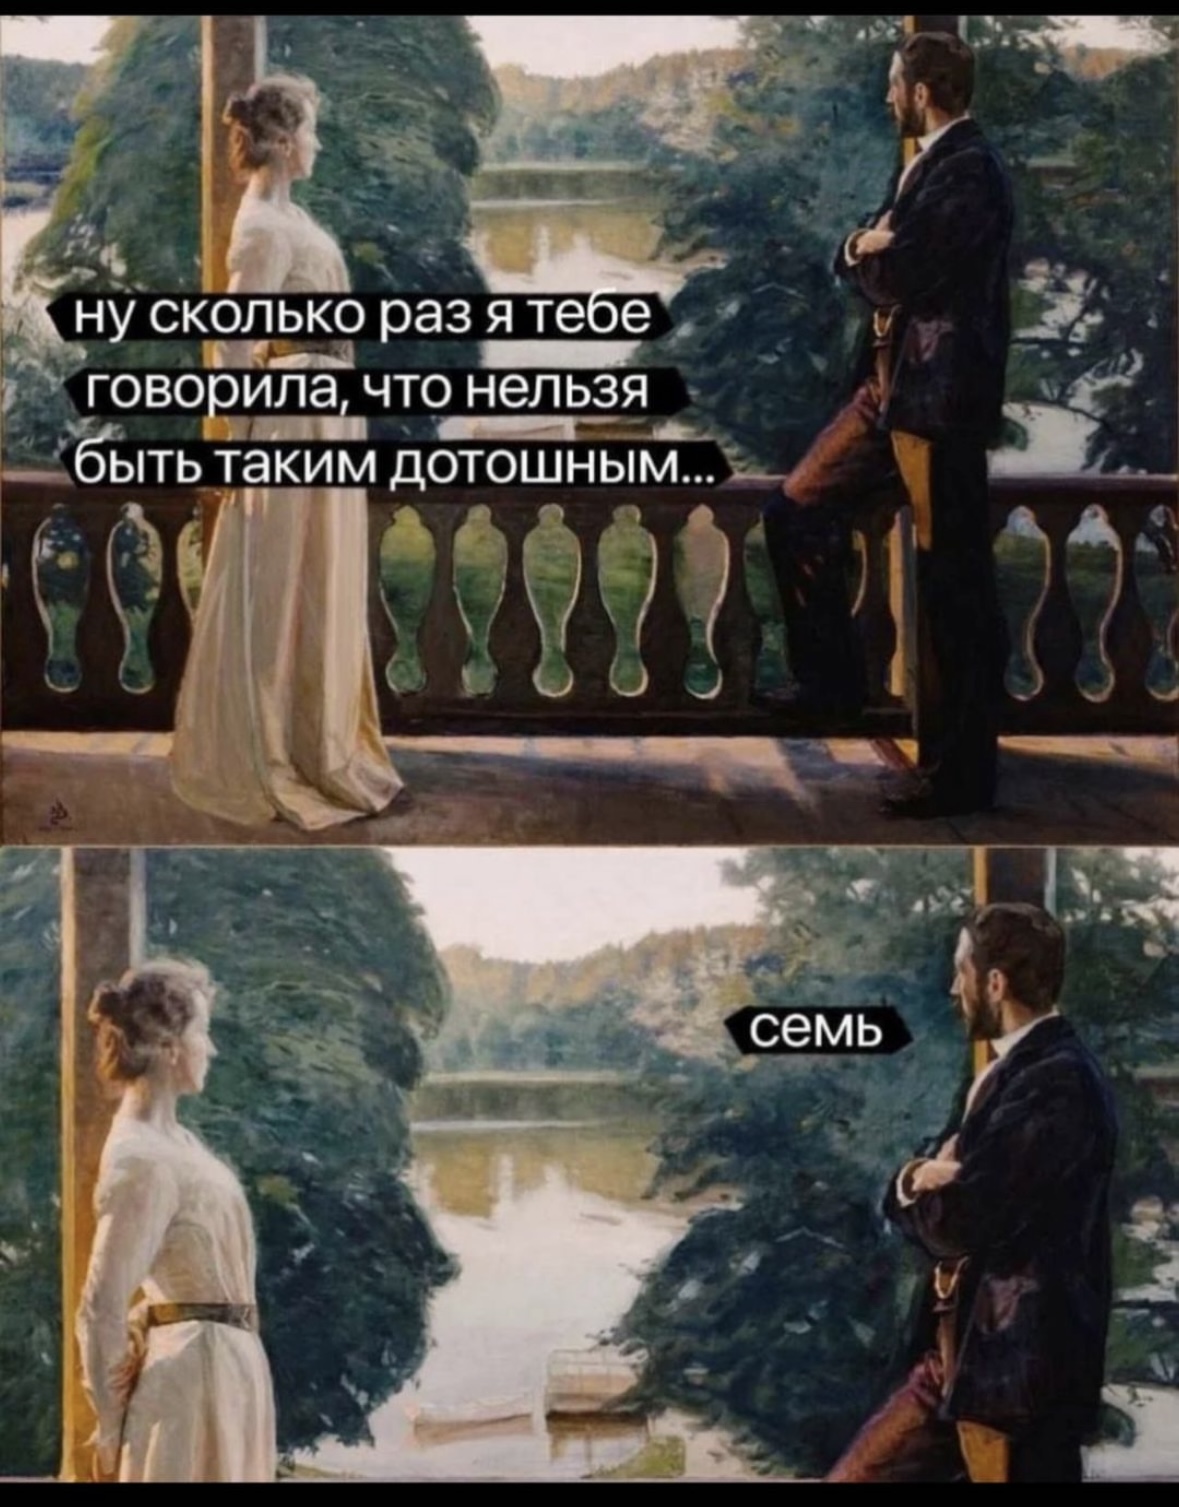 ну сколько раз я тебе
говорила, что нельзя
быть таким дотошным...
семь